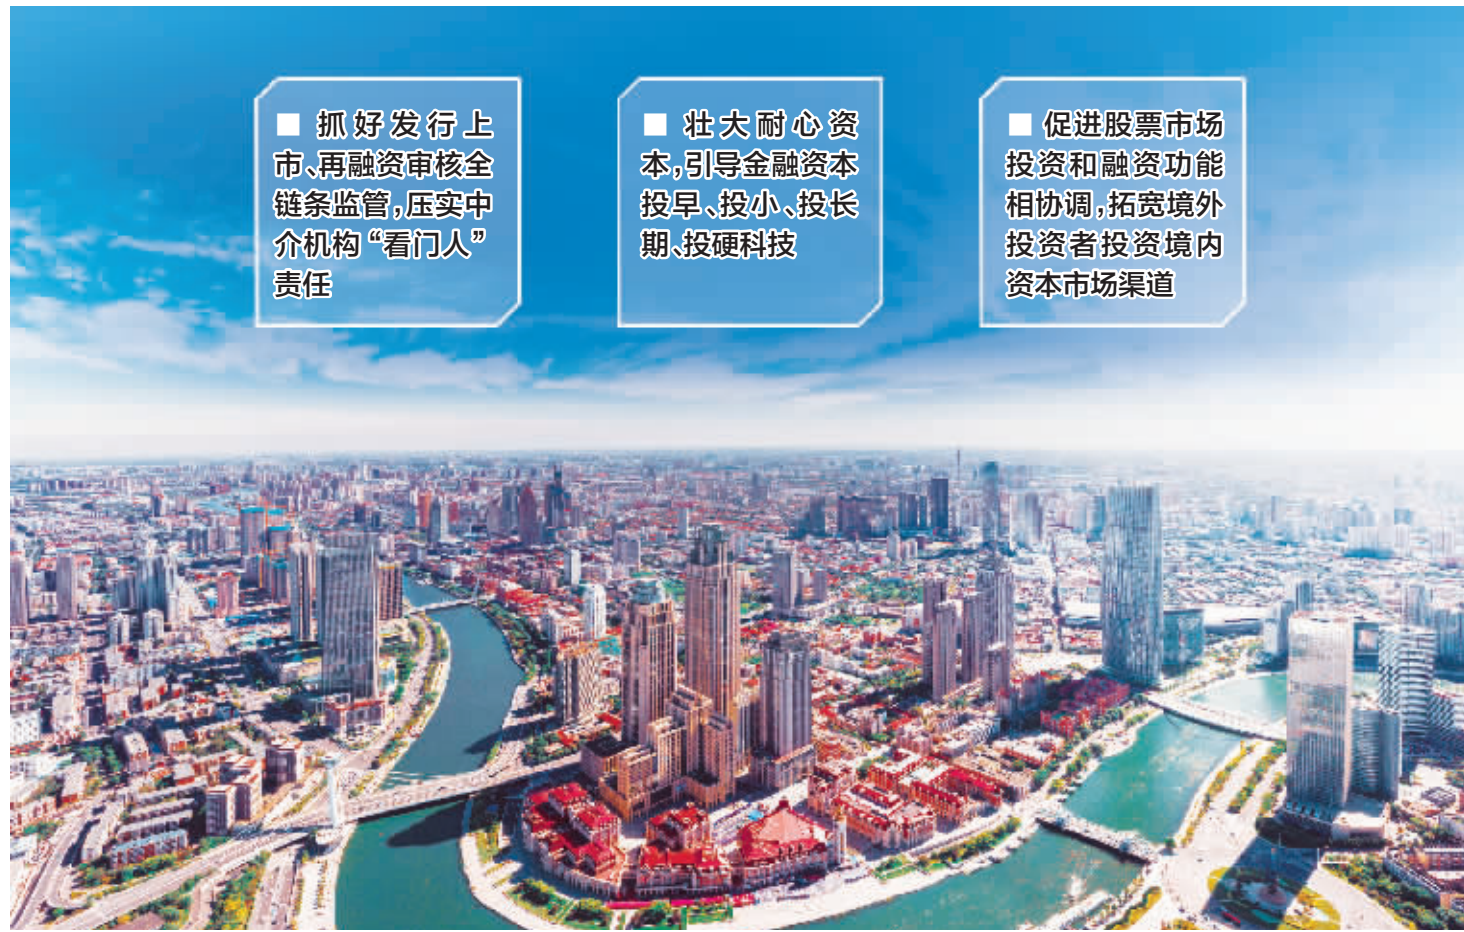 ■ 抓好发行上
市、再融资审核全
链条监管,压实中
介机构“看门人”
责任
■ 壮大耐心资
本,引导金融资本
投早、投小、投长
期、投硬科技
■ 促进股票市场
投资和融资功能
相协调,拓宽境外
投资者投资境内
资本市场渠道